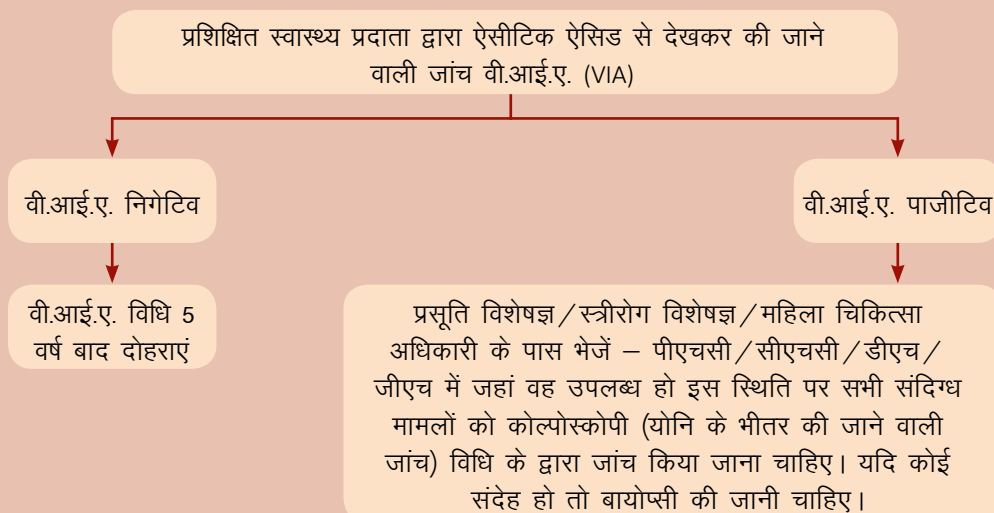 प्रशिक्षित स्वास्थ्य प्रदाता द्वारा ऐसीटिक ऐसिड से देखकर की जाने
वाली जांच वी.आई.ए. (VIA)
वी.आई.ए. निगेटिव
वी.आई.ए. पाजीटिव
वी.आई.ए. विधि 5
वर्ष बाद दोहराएं
प्रसूति विशेषज्ञ/स्त्रीरोग विशेषज्ञ/महिला चिकित्सा
अधिकारी के पास भेजें – पीएचसी/सीएचसी/डीएच/
जीएच में जहां वह उपलब्ध हो इस स्थिति पर सभी संदिग्ध
मामलों को कोल्पोस्कोपी (योनि के भीतर की जाने वाली
जांच) विधि के द्वारा जांच किया जाना चाहिए। यदि कोई
संदेह हो तो बायोप्सी की जानी चाहिए।